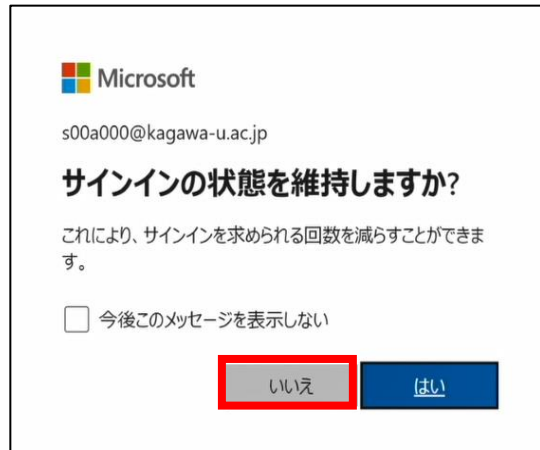 Microsoft
s00a000@kagawa-u.ac.jp
サインインの状態を維持しますか?
これにより、サインインを求められる回数を減らすことができま
す。
今後このメッセージを表示しない
いいえ はい